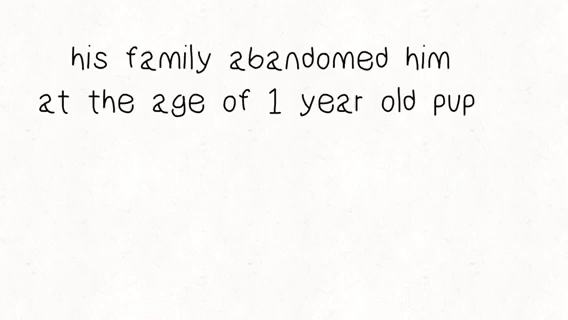 his family abandomed him
at the age of 1 year old pup